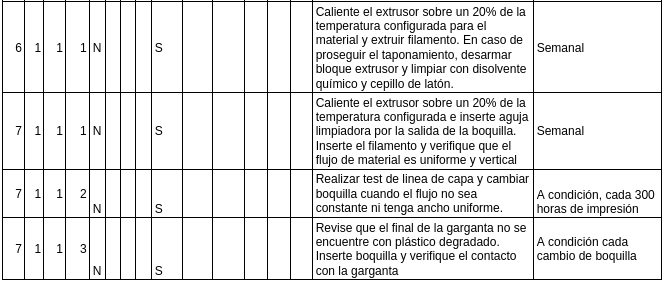 6 1 1 1 N S Caliente el extrusor sobre un 20% de la
temperatura configurada para el
material y extruir filamento. En caso de
proseguir el taponamiento, desarmar
bloque extrusor y limpiar con disolvente
químico y cepillo de latón. Semanal
7 1 1 1 N S Caliente el extrusor sobre un 20% de la
temperatura configurada e inserte aguja
limpiadora por la salida de la boquilla.
Inserte el filamento y verifique que el
flujo de material es uniforme y vertical Semanal
7 1 1 2 N S Realizar test de linea de capa y cambiar
boquilla cuando el flujo no sea
constante ni tenga ancho uniforme. A condición, cada 300
horas de impresión
7 1 1 3 N S Revise que el final de la garganta no se
encuentre con plástico degradado.
Inserte boquilla y verifique el contacto
con la garganta A condición cada
cambio de boquilla